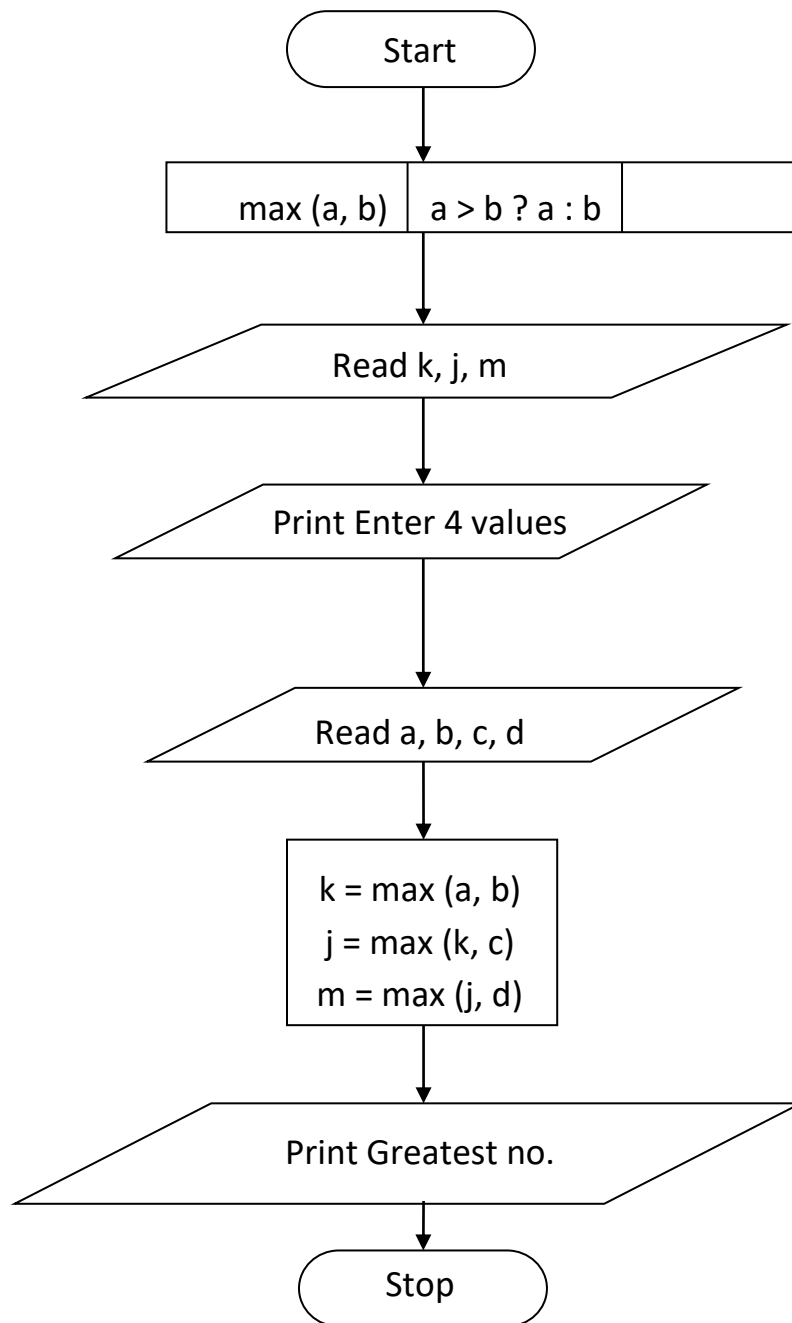 Start
max (a, b) a > b ? a : b
Read k, j, m
Print Enter 4 values
Read a, b, c, d
k = max (a, b)
j = max (k, c)
m = max (j, d)
Print Greatest no.
Stop